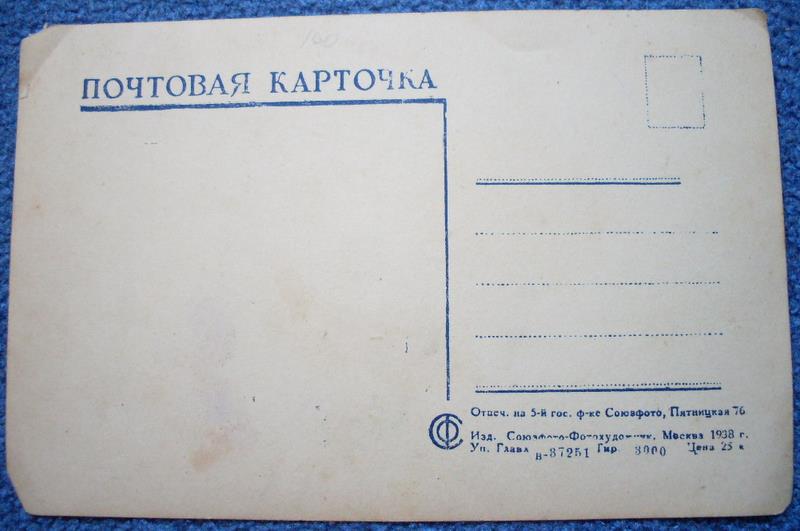 100
ПОЧТОВАЯ КАРТОЧКА
Отпеч. на 5-й гос. ф-ке Союзфото, Пятницкая 76
Изд. Союзфото-Фотохудожник, Москва 1938 г.
Уп. Главл в-37251 Тир. 3000 Цена 25 к